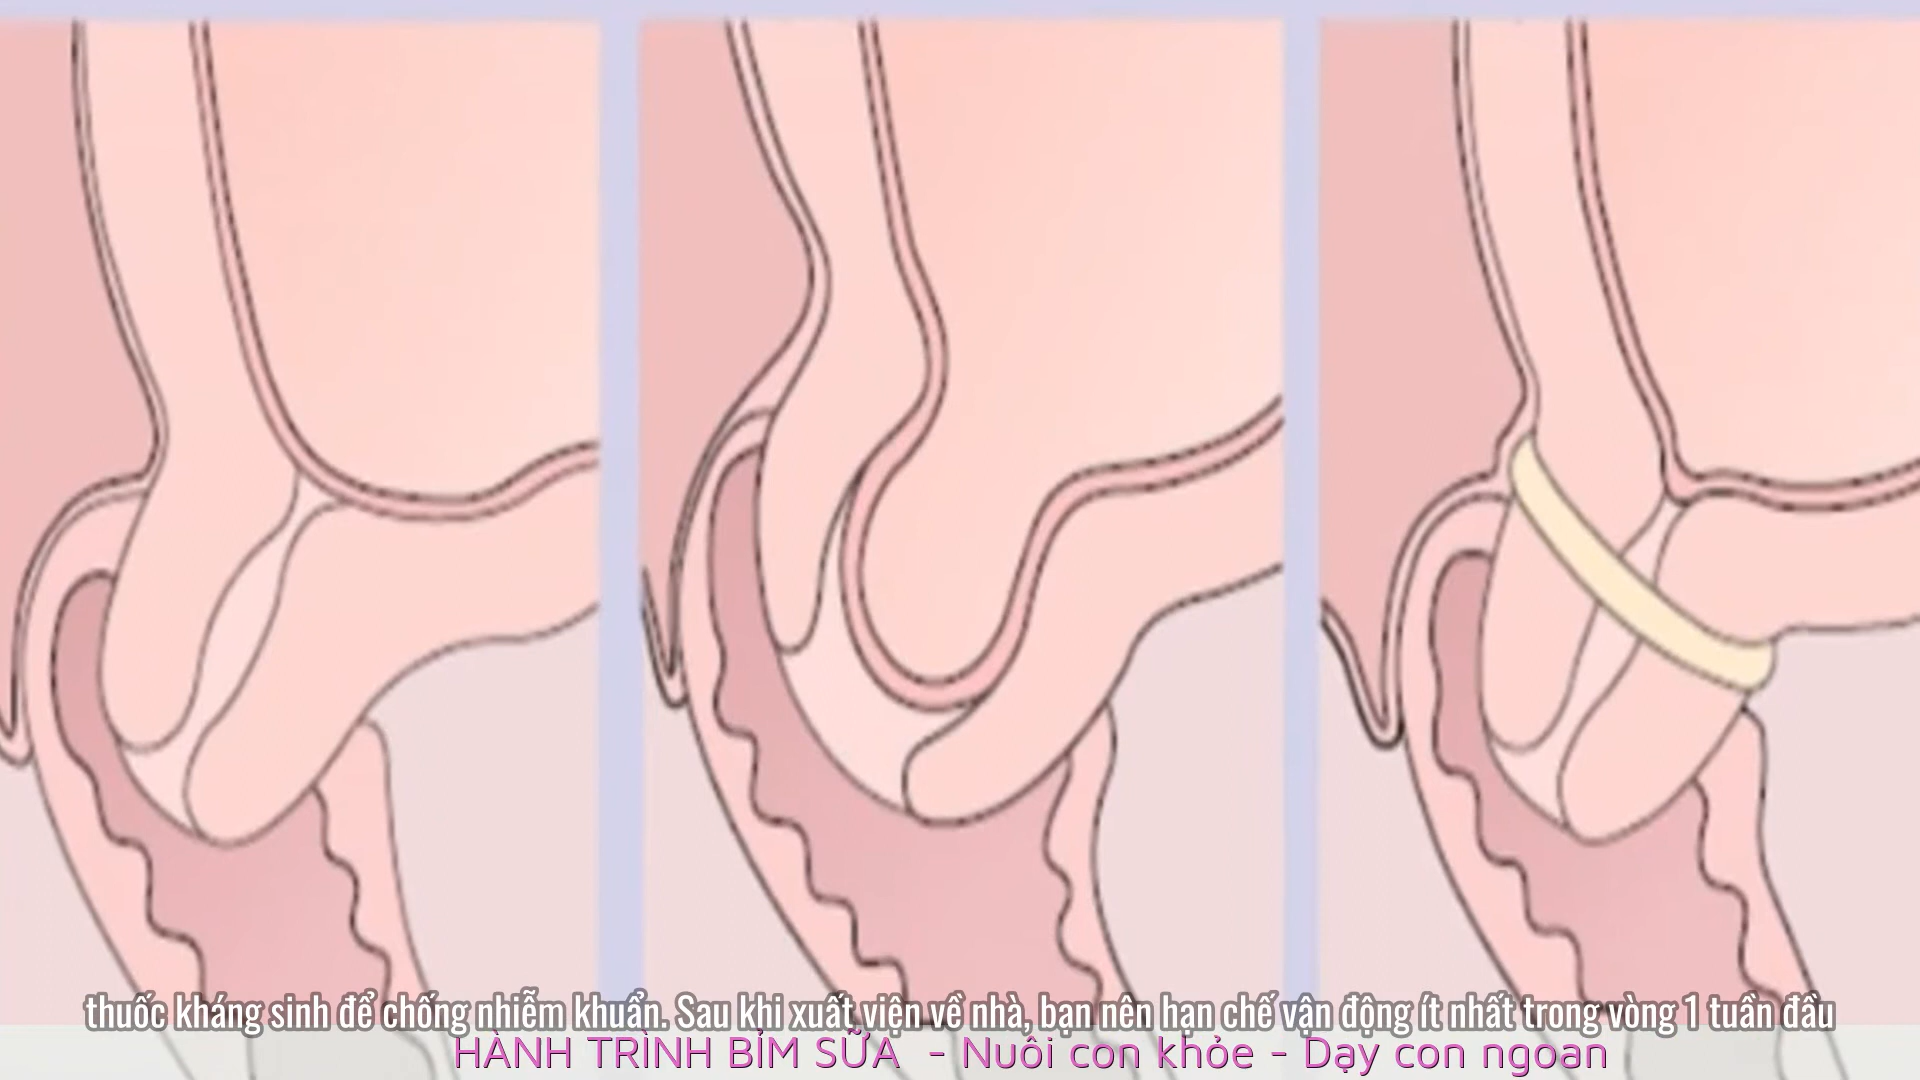 thuốc kháng sinh để chống nhiễm khuẩn. Sau khi xuất viện về nhà, bạn nên hạn chế vận động ít nhất trong vòng 1 tuần đầu
HÀNH TRÌNH BỈM SỮA - Nuôi con khỏe - Dạy con ngoan